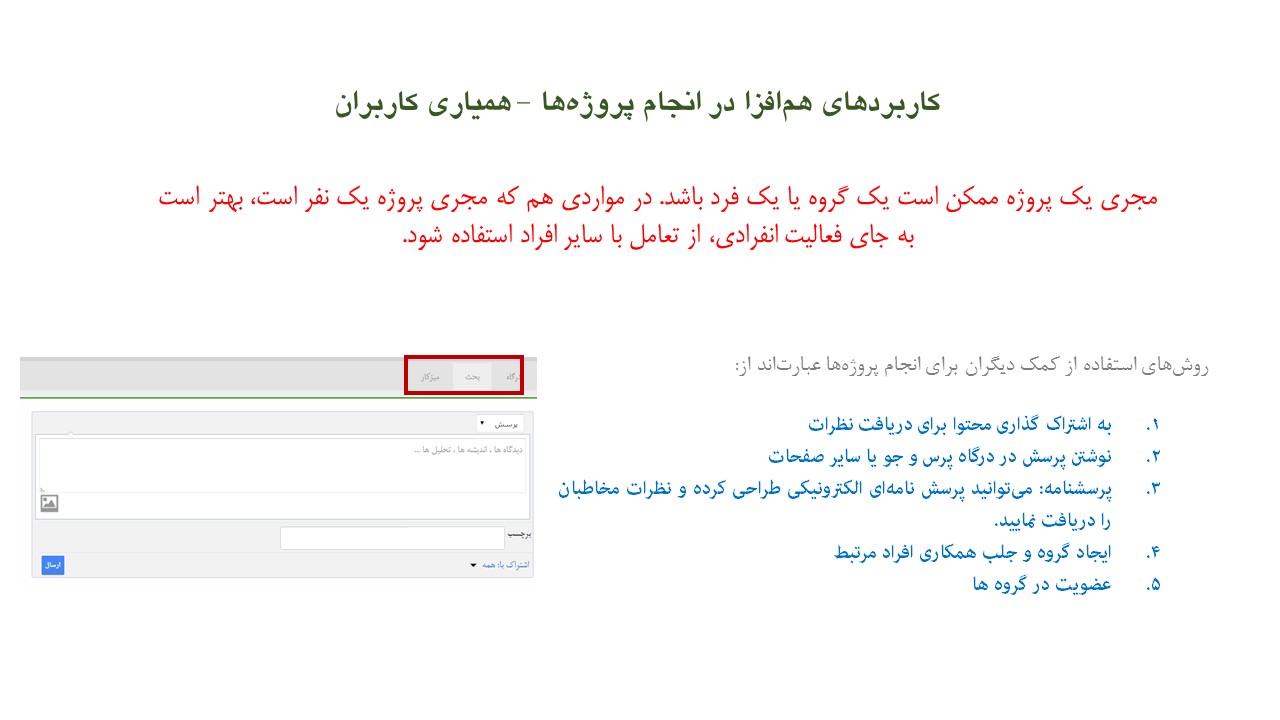 کاربردهای هم‌افزا در انجام پروژه‌ها - همیاری کاربران
مجری یک پروژه ممکن است یک گروه یا یک فرد باشد. در مواردی هم که مجری پروژه یک نفر است، بهتر است
به جای فعالیت انفرادی، از تعامل با سایر افراد استفاده شود.
روش‌های استفاده از کمک دیگران برای انجام پروژه‌ها عبارت‌اند از:
۱. به اشتراک گذاری محتوا برای دریافت نظرات
۲. نوشتن پرسش در درگاه پرس و جو یا سایر صفحات
۳. پرسشنامه: می‌توانید پرسش نامه‌ای الکترونیکی طراحی کرده و نظرات مخاطبان
را دریافت نمایید.
۴. ایجاد گروه و جلب همکاری افراد مرتبط
۵. عضویت در گروه ها
درگاه بحث میزکار
پرسش
دیدگاه ها ، اندیشه ها ، تحلیل ها ...
برچسب
اشتراک با: همه
ارسال